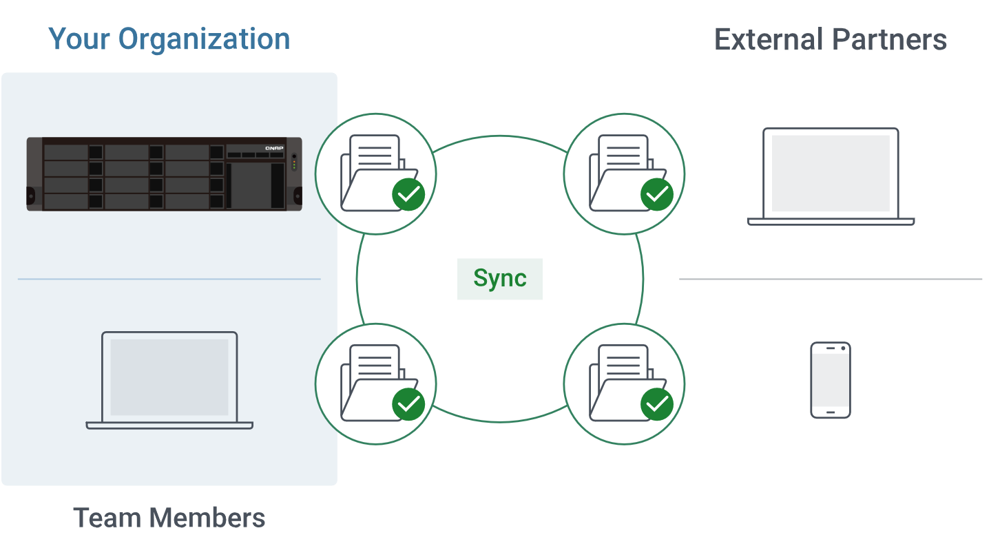 Your Organization
External Partners
QNAP
Sync
Team Members